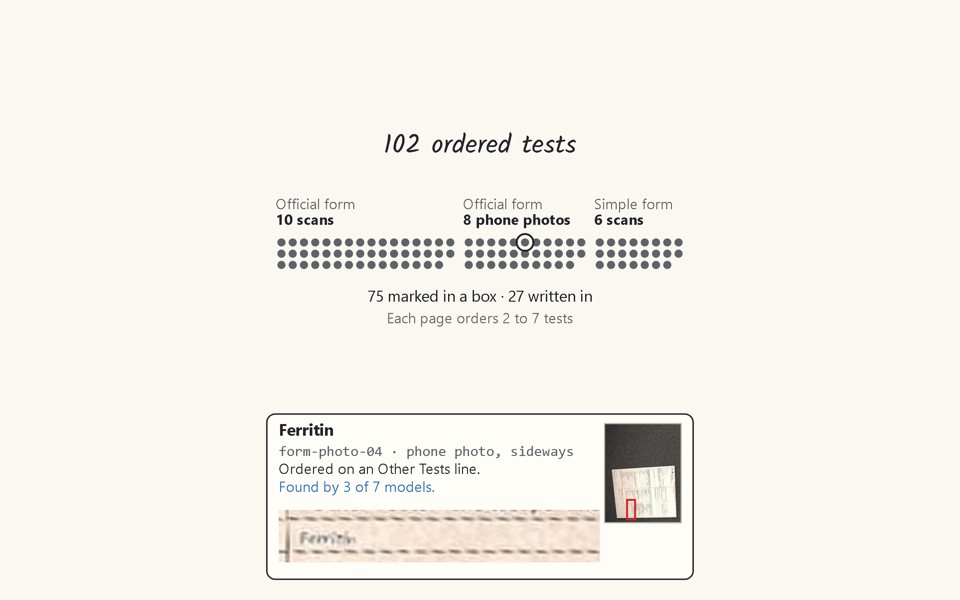 102 ordered tests
Official form
10 scans
Official form
8 phone photos
Simple form
6 scans
75 marked in a box · 27 written in
Each page orders 2 to 7 tests
Ferritin
form-photo-04 · phone photo, sideways
Ordered on an Other Tests line.
Found by 3 of 7 models.
Ferritin